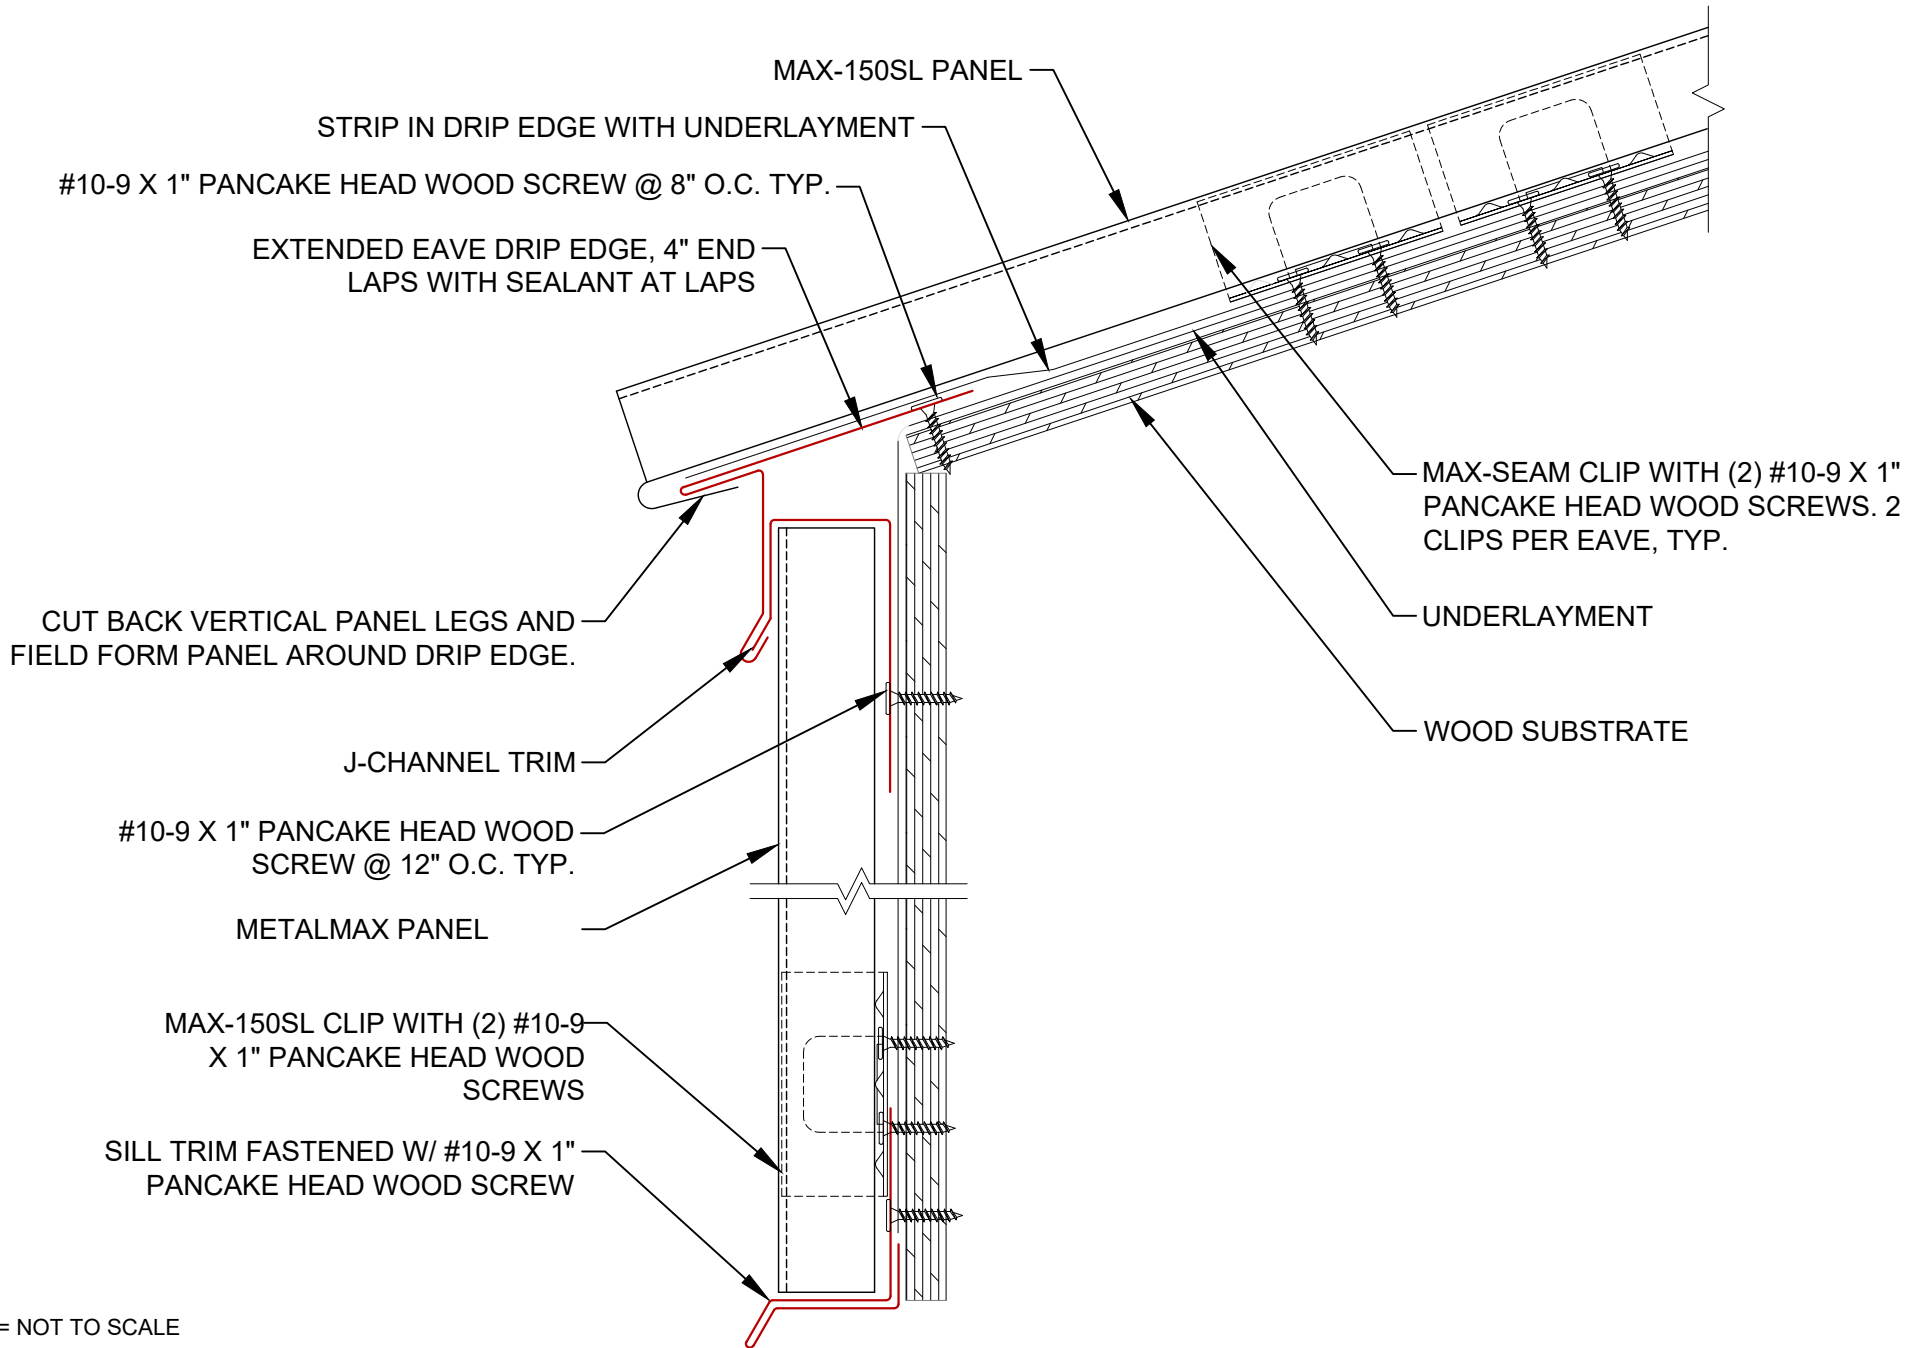 MAX-150SL PANEL
STRIP IN DRIP EDGE WITH UNDERLAYMENT
#10-9 X 1" PANCAKE HEAD WOOD SCREW @ 8" O.C. TYP.
EXTENDED EAVE DRIP EDGE, 4" END
LAPS WITH SEALANT AT LAPS
MAX-SEAM CLIP WITH (2) #10-9 X 1"
PANCAKE HEAD WOOD SCREWS. 2
CLIPS PER EAVE, TYP.
UNDERLAYMENT
WOOD SUBSTRATE
CUT BACK VERTICAL PANEL LEGS AND
FIELD FORM PANEL AROUND DRIP EDGE.
J-CHANNEL TRIM
#10-9 X 1" PANCAKE HEAD WOOD
SCREW @ 12" O.C. TYP.
METALMAX PANEL
MAX-150SL CLIP WITH (2) #10-9
X 1" PANCAKE HEAD WOOD
SCREWS
SILL TRIM FASTENED W/ #10-9 X 1"
PANCAKE HEAD WOOD SCREW
= NOT TO SCALE